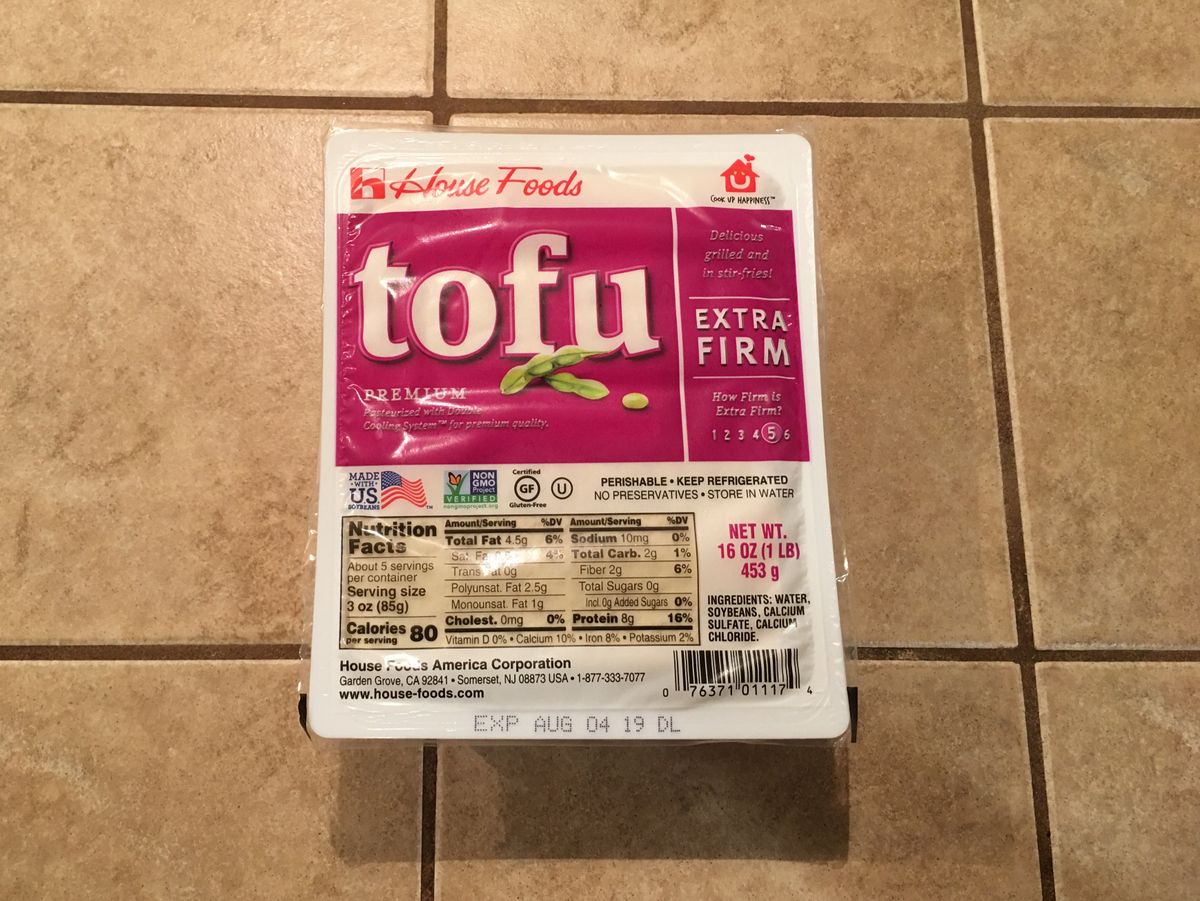 House Foods
COOK UP HAPPINESS™
tofu
PREMIUM
Pasteurized with Double
Cooling System™ for premium quality.
Delicious
grilled and
in stir-fries!
EXTRA
FIRM
How Firm is
Extra Firm?
1 2 3 4 5 6
MADE
WITH
US
SOYBEANS
™
NON
GMO
Project
VERIFIED
nongmoproject.org
Certified
GF
Gluten-Free
U
PERISHABLE • KEEP REFRIGERATED
NO PRESERVATIVES • STORE IN WATER
Nutrition
Facts
About 5 servings
per container
Serving size
3 oz (85g)
Calories 80
per serving
Amount/Serving %DV
Total Fat 4.5g 6%
Sat. Fat 4%
Trans Fat 0g
Polyunsat. Fat 2.5g
Monounsat. Fat 1g
Cholest. 0mg 0%
Amount/Serving %DV
Sodium 10mg 0%
Total Carb. 2g 1%
Fiber 2g 6%
Total Sugars 0g
Incl. 0g Added Sugars 0%
Protein 8g 16%
Vitamin D 0% • Calcium 10% • Iron 8% • Potassium 2%
NET WT.
16 OZ (1 LB)
453 g
INGREDIENTS: WATER,
SOYBEANS, CALCIUM
SULFATE, CALCIUM
CHLORIDE.
House Foods America Corporation
Garden Grove, CA 92841 • Somerset, NJ 08873 USA • 1-877-333-7077
www.house-foods.com
0 76371 01117 4
EXP AUG 04 19 DL